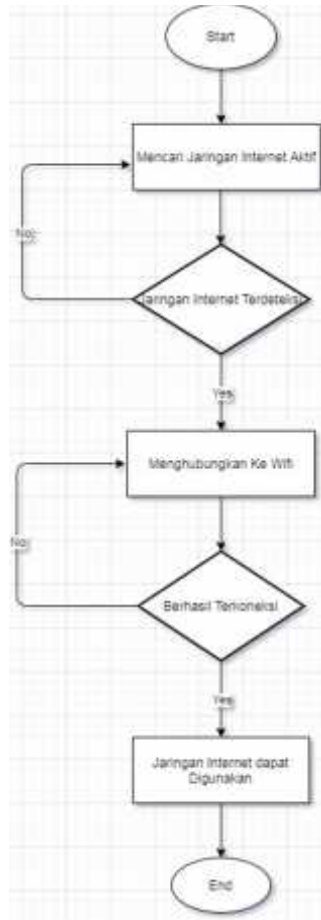 Start
Mencari Jaringan Internet Aktif
No
Jaringan Internet Terdeteksi
Yes
Menghubungkan Ke Wifi
No
Berhasil Terkoneksi
Yes
Jaringan Internet dapat
Digunakan
End